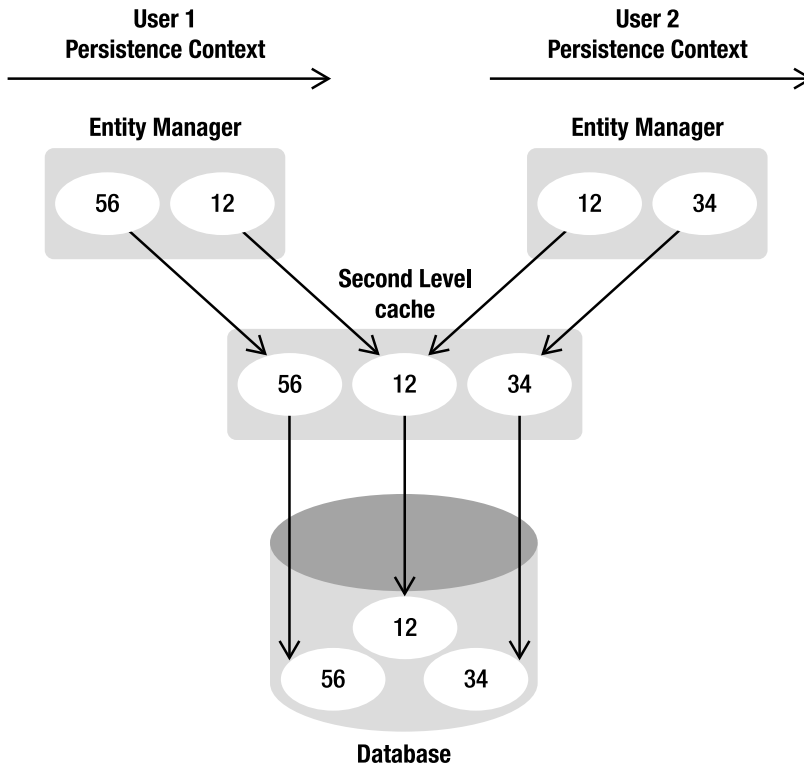 User 1
Persistence Context
User 2
Persistence Context
Entity Manager
Entity Manager
56
12
12
34
Second Level
cache
56
12
34
12
56
34
Database